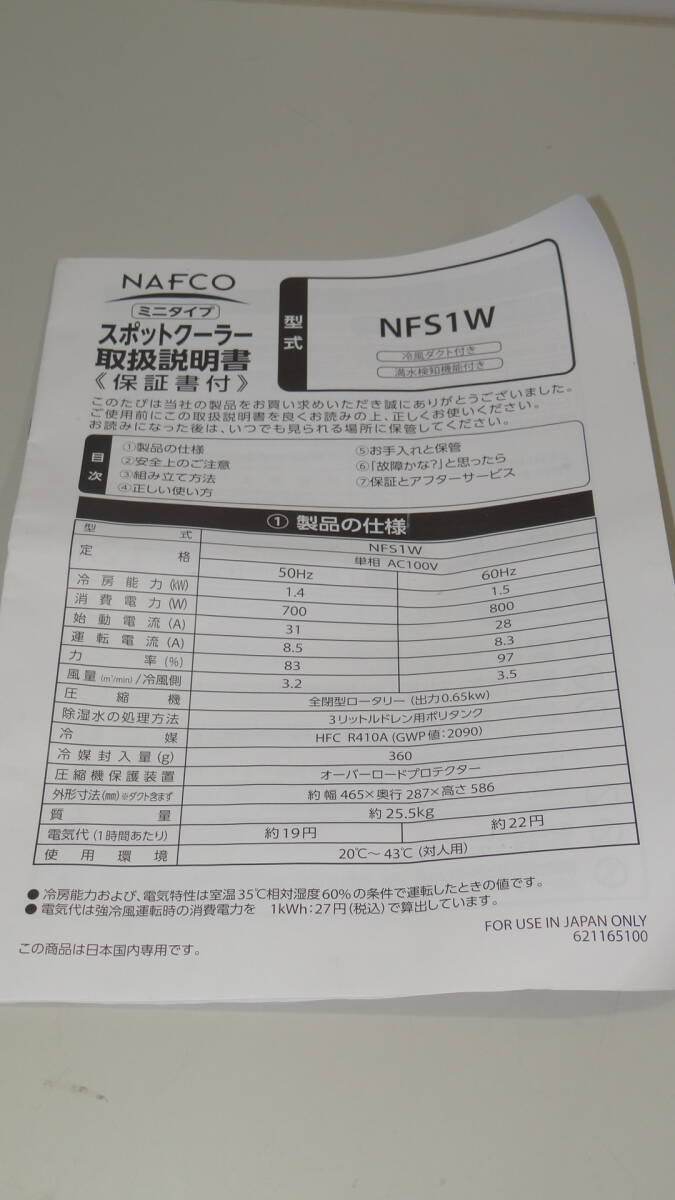 NAFCO
ミニタイプ
スポットクーラー
取扱説明書
《保証書付》
型式
NFS1W
冷風ダクト付き
満水検知機能付き
このたびは当社の製品をお買い求めいただき誠にありがとうございました。
ご使用前にこの取扱説明書を良くお読みの上、正しくお使いください。
お読みになった後は、いつでも見られる場所に保管してください。
目次
①製品の仕様
②安全上のご注意
③組み立て方法
④正しい使い方
⑤お手入れと保管
⑥「故障かな?」と思ったら
⑦保証とアフターサービス
① 製品の仕様
型式 NFS1W
定格 単相 AC100V
50Hz 60Hz
冷房能力(kW) 1.4 1.5
消費電力(W) 700 800
始動電流(A) 31 28
運転電流(A) 8.5 8.3
力率(%) 83 97
風量(m³/min)/冷風側 3.2 3.5
圧縮機 全閉型ロータリー(出力0.65kw)
除湿水の処理方法 3リットルドレン用ポリタンク
冷媒 HFC R410A(GWP値:2090)
冷媒封入量(g) 360
圧縮機保護装置 オーバーロードプロテクター
外形寸法(mm)※ダクト含まず 約 幅465×奥行287×高さ586
質量 約25.5kg
電気代(1時間あたり) 約19円 約22円
使用環境 20℃〜43℃(対人用)
●冷房能力および、電気特性は室温35℃相対湿度60%の条件で運転したときの値です。
●電気代は強冷風運転時の消費電力を 1kWh:27円(税込)で算出しています。
FOR USE IN JAPAN ONLY
621165100
この商品は日本国内専用です。